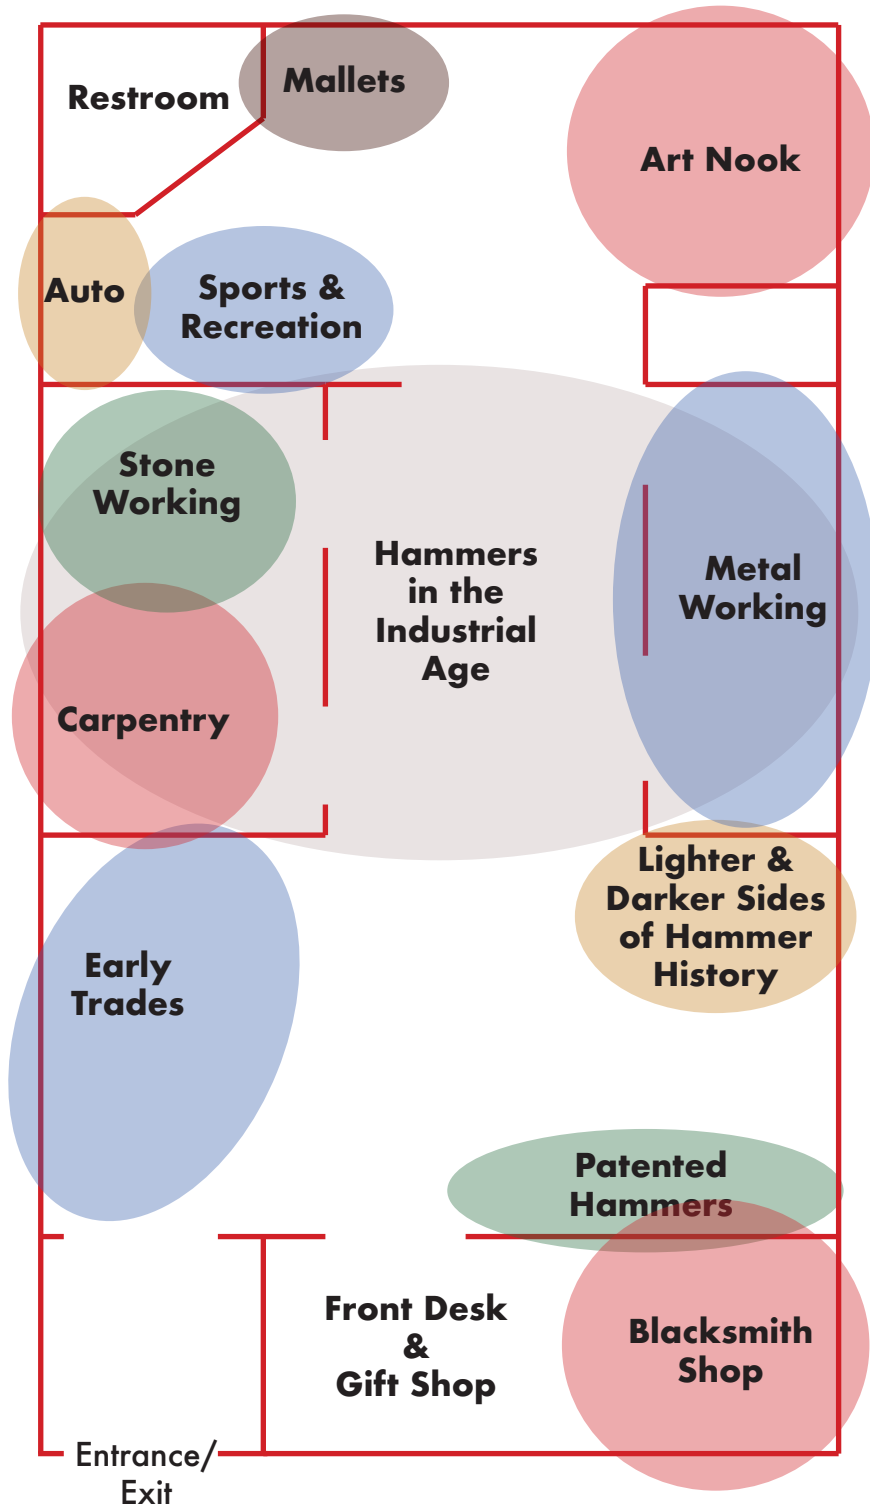 Restroom
Mallets
Art Nook
Auto
Sports &
Recreation
Stone
Working
Hammers
in the
Industrial
Age
Metal
Working
Carpentry
Lighter &
Darker Sides
of Hammer
History
Early
Trades
Patented
Hammers
Front Desk
&
Gift Shop
Blacksmith
Shop
Entrance/
Exit